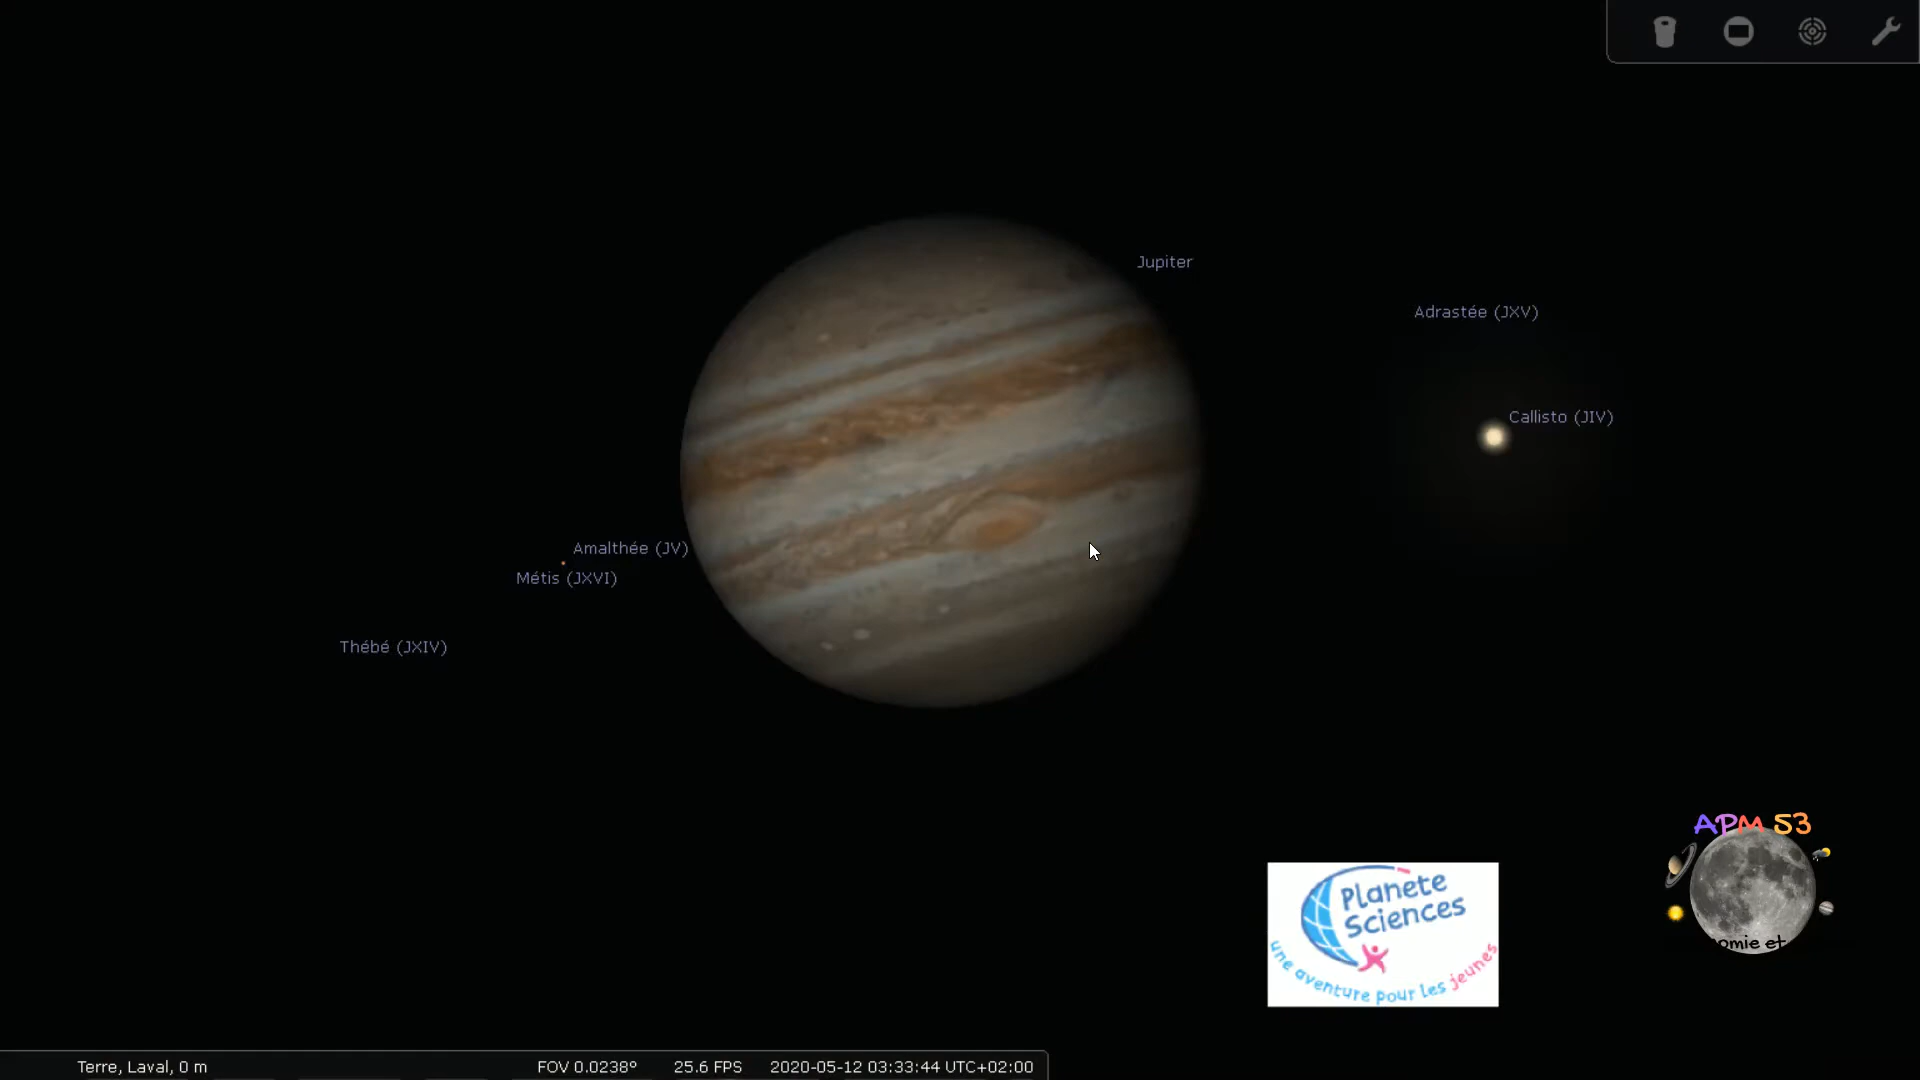 Jupiter
Adrastée (JXV)
Callisto (JIV)
Amalthée (JV)
Métis (JXVI)
Thébé (JXIV)
APM 53
Planète
Sciences
une aventure pour les jeunes
omie et
Terre, Laval, 0 m
FOV 0.0238°
25.6 FPS
2020-05-12 03:33:44 UTC+02:00